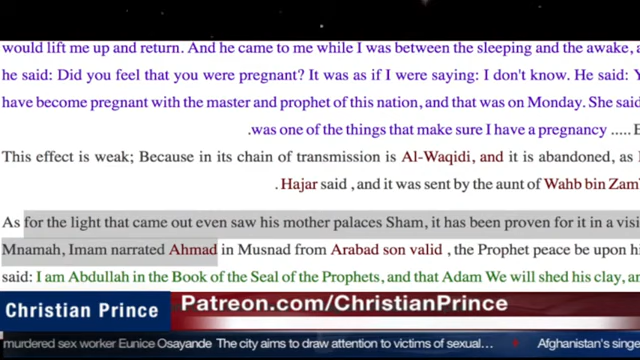 would lift me up and return. And he came to me while I was between the sleeping and the awake, a
he said: Did you feel that you were pregnant? It was as if I were saying: I don't know. He said: Y
have become pregnant with the master and prophet of this nation, and that was on Monday. She said
.was one of the things that make sure I have a pregnancy ..... E
This effect is weak; Because in its chain of transmission is Al-Waqidi, and it is abandoned, as I
.Hajar said , and it was sent by the aunt of Wahb bin Zam'
As for the light that came out even saw his mother palaces Sham, it has been proven for it in a visi
Mnamah, Imam narrated Ahmad in Musnad from Arabad son valid , the Prophet peace be upon hi
said: I am Abdullah in the Book of the Seal of the Prophets, and that Adam We will shed his clay, an
Christian Prince Patreon.com/ChristianPrince
murdered sex worker Eunice Osayande The city aims to draw attention to victims of sexual... Afghanistan's singe